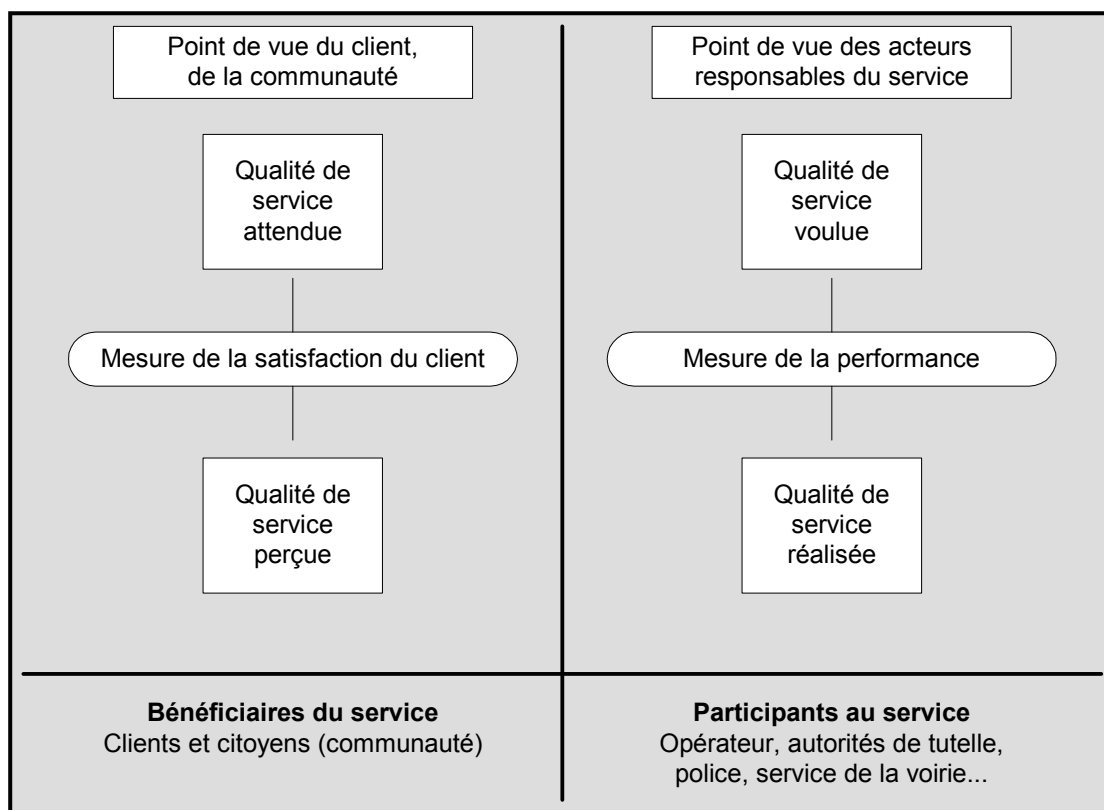 Point de vue du client,
de la communauté
Qualité de
service
attendue
Mesure de la satisfaction du client
Qualité de
service
perçue
Bénéficiaires du service
Clients et citoyens (communauté)
Point de vue des acteurs
responsables du service
Qualité de
service
voulue
Mesure de la performance
Qualité de
service
réalisée
Participants au service
Opérateur, autorités de tutelle,
police, service de la voirie...